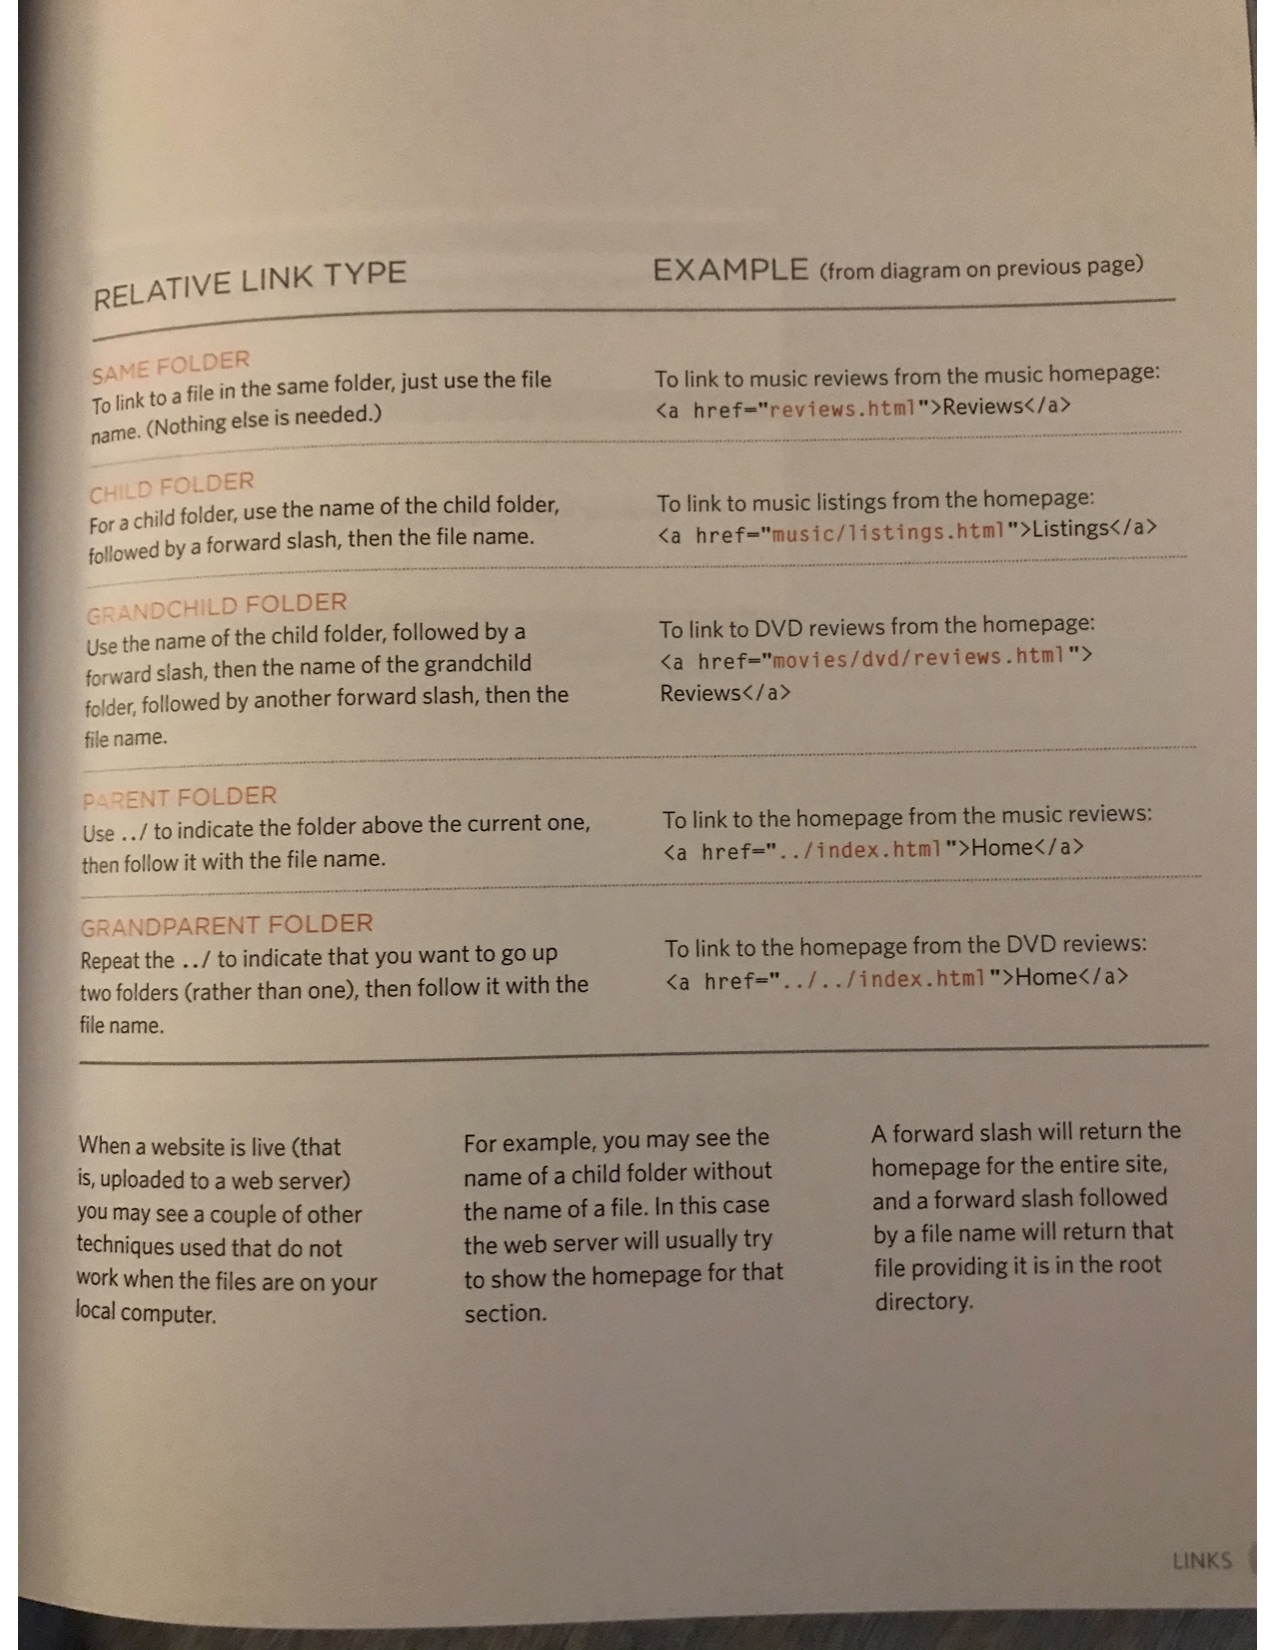 RELATIVE LINK TYPE
EXAMPLE (from diagram on previous page)
SAME FOLDER
To link to a file in the same folder, just use the file
name. (Nothing else is needed.)
To link to music reviews from the music homepage:
<a href="reviews.html">Reviews</a>
CHILD FOLDER
For a child folder, use the name of the child folder,
followed by a forward slash, then the file name.
To link to music listings from the homepage:
<a href="music/listings.html">Listings</a>
GRANDCHILD FOLDER
Use the name of the child folder, followed by a
forward slash, then the name of the grandchild
folder, followed by another forward slash, then the
file name.
To link to DVD reviews from the homepage:
<a href="movies/dvd/reviews.html">
Reviews</a>
PARENT FOLDER
Use ../ to indicate the folder above the current one,
then follow it with the file name.
To link to the homepage from the music reviews:
<a href="../index.html">Home</a>
GRANDPARENT FOLDER
Repeat the ../ to indicate that you want to go up
two folders (rather than one), then follow it with the
file name.
To link to the homepage from the DVD reviews:
<a href="../../index.html">Home</a>
When a website is live (that
is, uploaded to a web server)
you may see a couple of other
techniques used that do not
work when the files are on your
local computer.
For example, you may see the
name of a child folder without
the name of a file. In this case
the web server will usually try
to show the homepage for that
section.
A forward slash will return the
homepage for the entire site,
and a forward slash followed
by a file name will return that
file providing it is in the root
directory.
LINKS